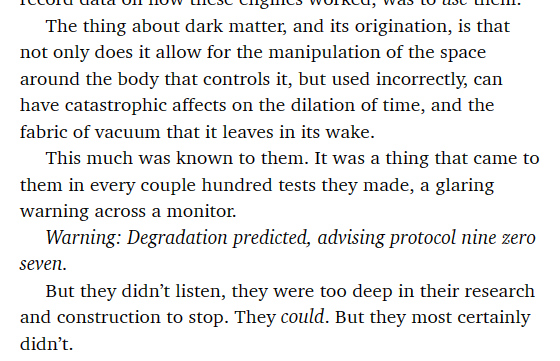 record data on how these engines worked, was to use them.
The thing about dark matter, and its origination, is that
not only does it allow for the manipulation of the space
around the body that controls it, but used incorrectly, can
have catastrophic affects on the dilation of time, and the
fabric of vacuum that it leaves in its wake.
This much was known to them. It was a thing that came to
them in every couple hundred tests they made, a glaring
warning across a monitor.
Warning: Degradation predicted, advising protocol nine zero
seven.
But they didn’t listen, they were too deep in their research
and construction to stop. They could. But they most certainly
didn’t.